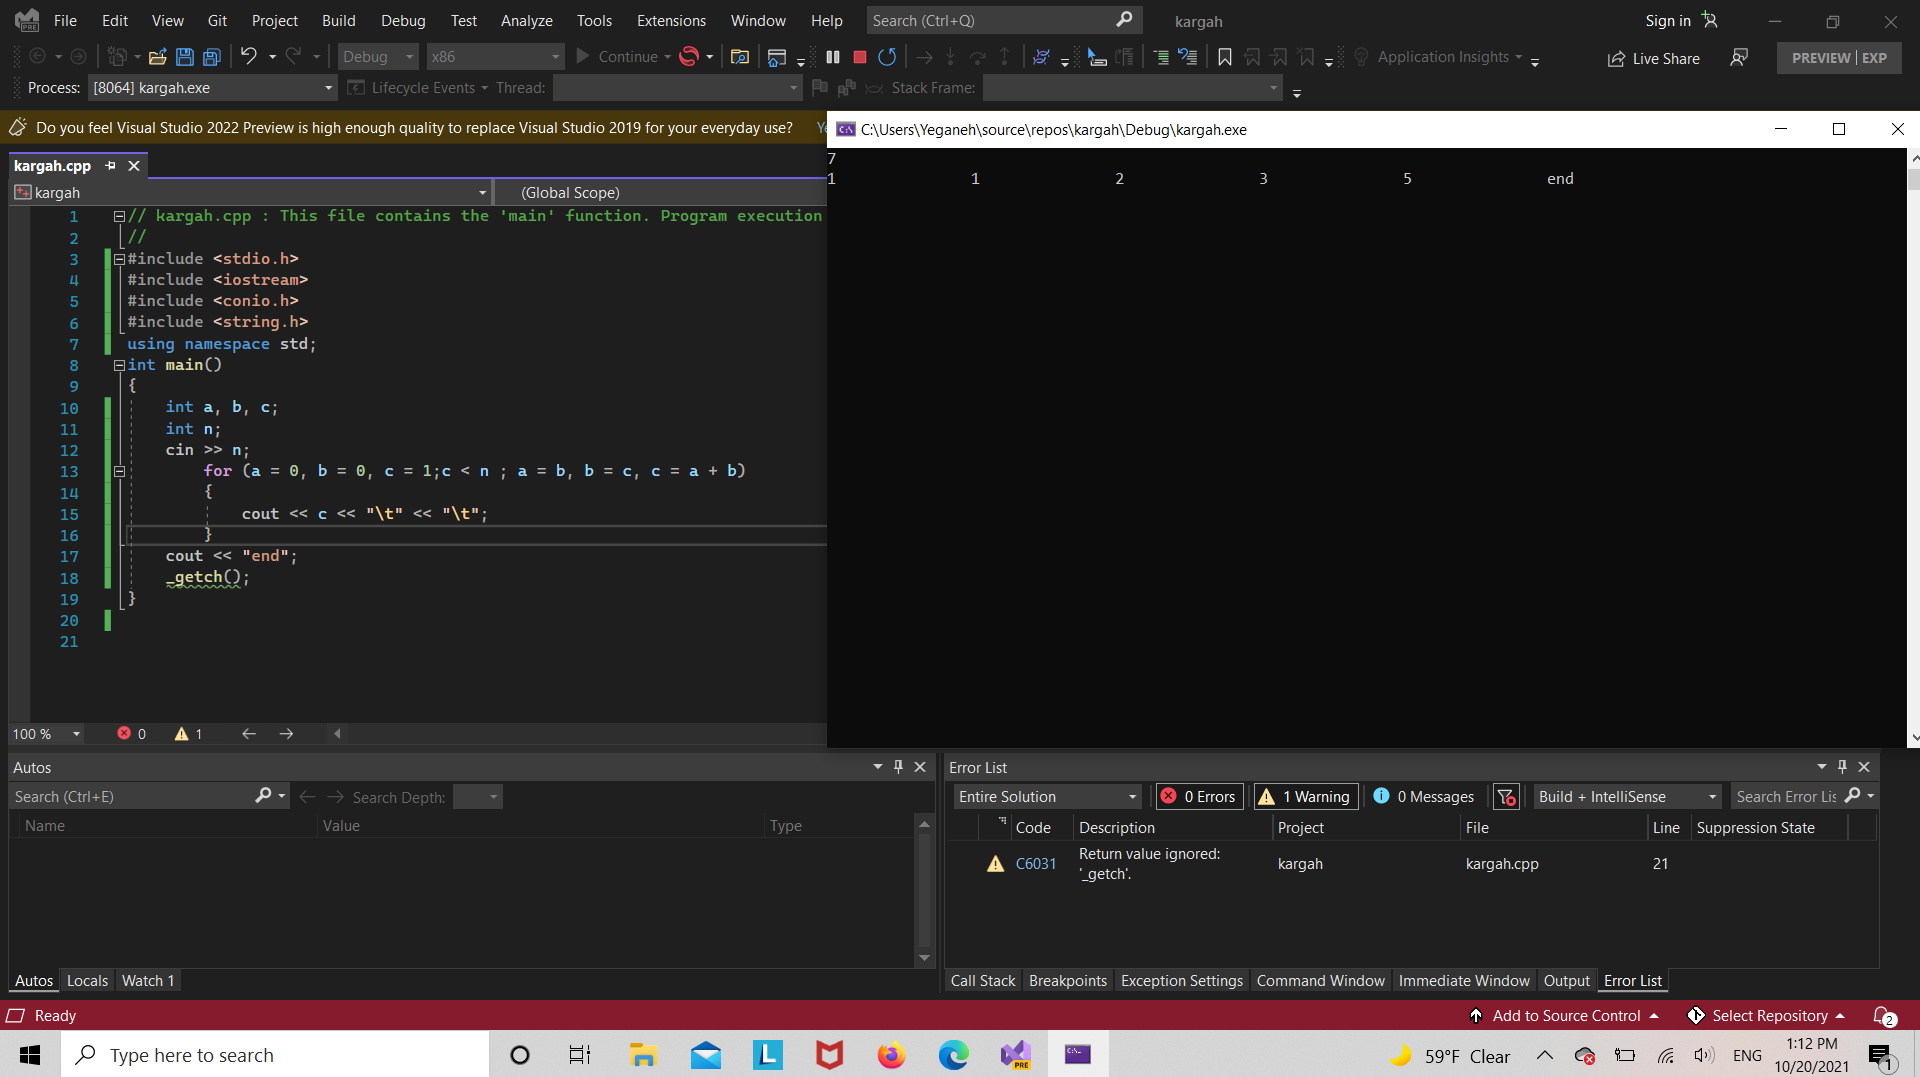 File Edit View Git Project Build Debug Test Analyze Tools Extensions Window Help Search (Ctrl+Q) kargah Sign in
Debug x86 Continue Application Insights Live Share PREVIEW EXP
Process: [8064] kargah.exe Lifecycle Events Thread: Stack Frame:
Do you feel Visual Studio 2022 Preview is high enough quality to replace Visual Studio 2019 for your everyday use?
kargah.cpp
kargah (Global Scope)
1 // kargah.cpp : This file contains the 'main' function. Program execution
2 //
3 #include <stdio.h>
4 #include <iostream>
5 #include <conio.h>
6 #include <string.h>
7 using namespace std;
8 int main()
9 {
10 int a, b, c;
11 int n;
12 cin >> n;
13 for (a = 0, b = 0, c = 1;c < n ; a = b, b = c, c = a + b)
14 {
15 cout << c << "\t" << "\t";
16 }
17 cout << "end";
18 _getch();
19 }
20
21
100 % 0 1
C:\Users\Yeganeh\source\repos\kargah\Debug\kargah.exe
7
1 1 2 3 5 end
Autos
Search (Ctrl+E) Search Depth:
Name Value Type
Autos Locals Watch 1
Error List
Entire Solution 0 Errors 1 Warning 0 Messages Build + IntelliSense Search Error Lis
Code Description Project File Line Suppression State
C6031 Return value ignored: '_getch'. kargah kargah.cpp 21
Call Stack Breakpoints Exception Settings Command Window Immediate Window Output Error List
Ready Add to Source Control Select Repository 2
Type here to search L PRE 59°F Clear ENG 1:12 PM
10/20/2021 1